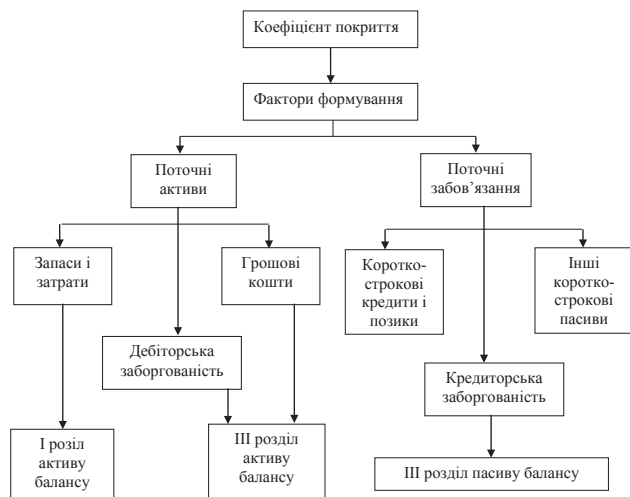 Коефіцієнт покриття
Фактори формування
Поточні
активи
Поточні
забов’язання
Запаси і
затрати
Грошові
кошти
Коротко-
строкові
кредити і
позики
Інші
коротко-
строкові
пасиви
Дебіторська
заборгованість
Кредиторська
заборгованість
І розіл
активу
балансу
ІІІ розділ
активу
балансу
ІІІ розділ пасиву балансу